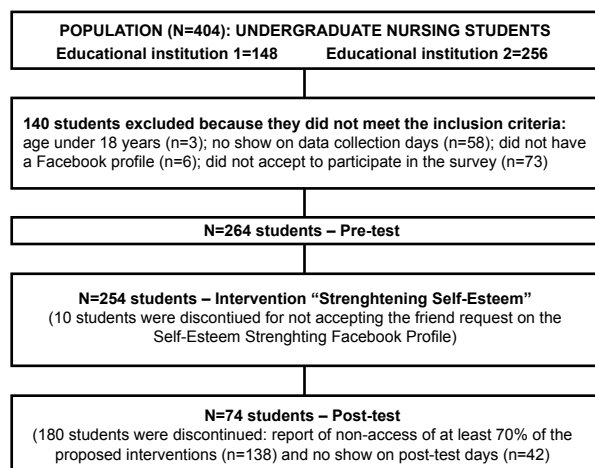 POPULATION (N=404): UNDERGRADUATE NURSING STUDENTS
Educational institution 1=148 Educational institution 2=256
140 students excluded because they did not meet the inclusion criteria:
age under 18 years (n=3); no show on data collection days (n=58); did not have
a Facebook profile (n=6); did not accept to participate in the survey (n=73)
N=264 students – Pre-test
N=254 students – Intervention “Strenghtening Self-Esteem”
(10 students were discontiued for not accepting the friend request on the
Self-Esteem Strenghting Facebook Profile)
N=74 students – Post-test
(180 students were discontinued: report of non-access of at least 70% of the
proposed interventions (n=138) and no show on post-test days (n=42)